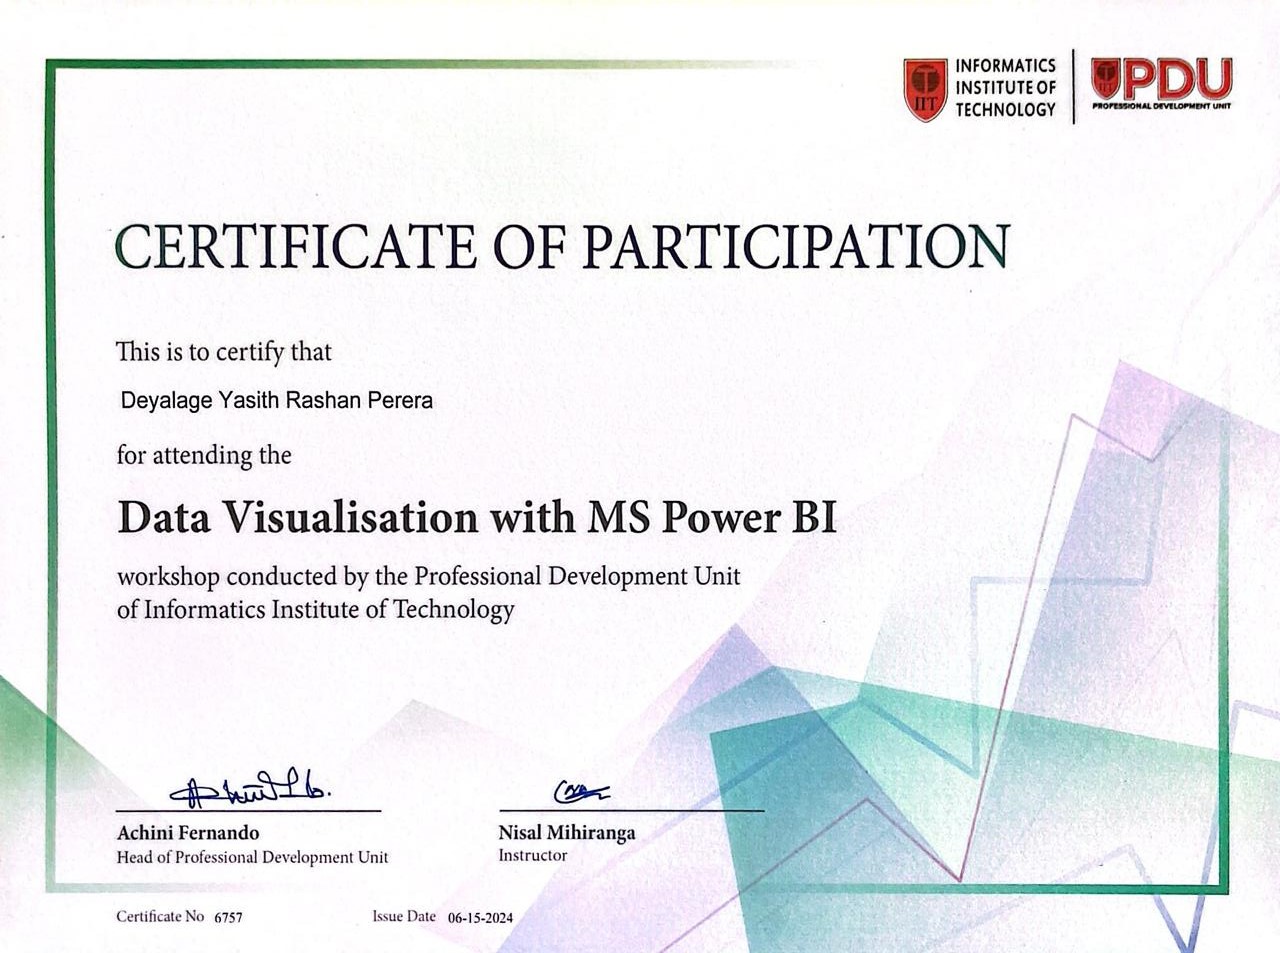 INFORMATICS
INSTITUTE OF
TECHNOLOGY
IIT
PDU
PROFESSIONAL DEVELOPMENT UNIT
CERTIFICATE OF PARTICIPATION
This is to certify that
Deyalage Yasith Rashan Perera
for attending the
Data Visualisation with MS Power BI
workshop conducted by the Professional Development Unit
of Informatics Institute of Technology
Achini Fernando
Head of Professional Development Unit
Nisal Mihiranga
Instructor
Certificate No 6757
Issue Date 06-15-2024